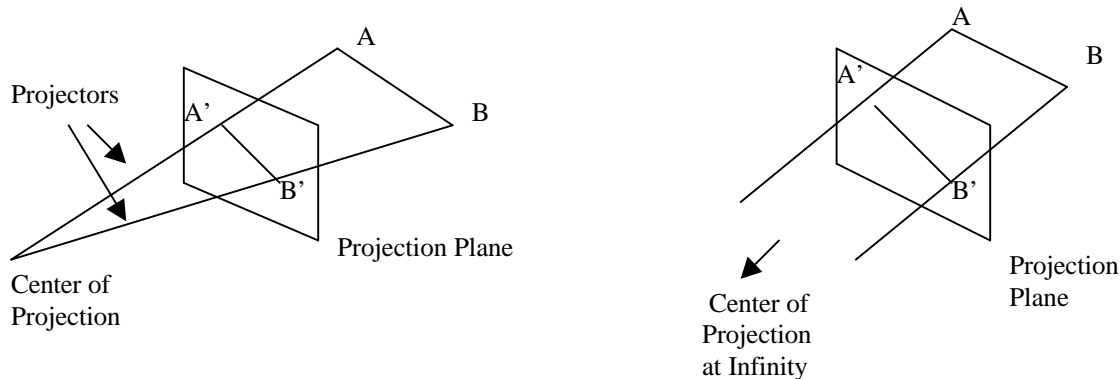 A
B
Projectors
A’
B’
Projection Plane
Center of
Projection
A
B
A’
B’
Projection
Plane
Center of
Projection
at Infinity